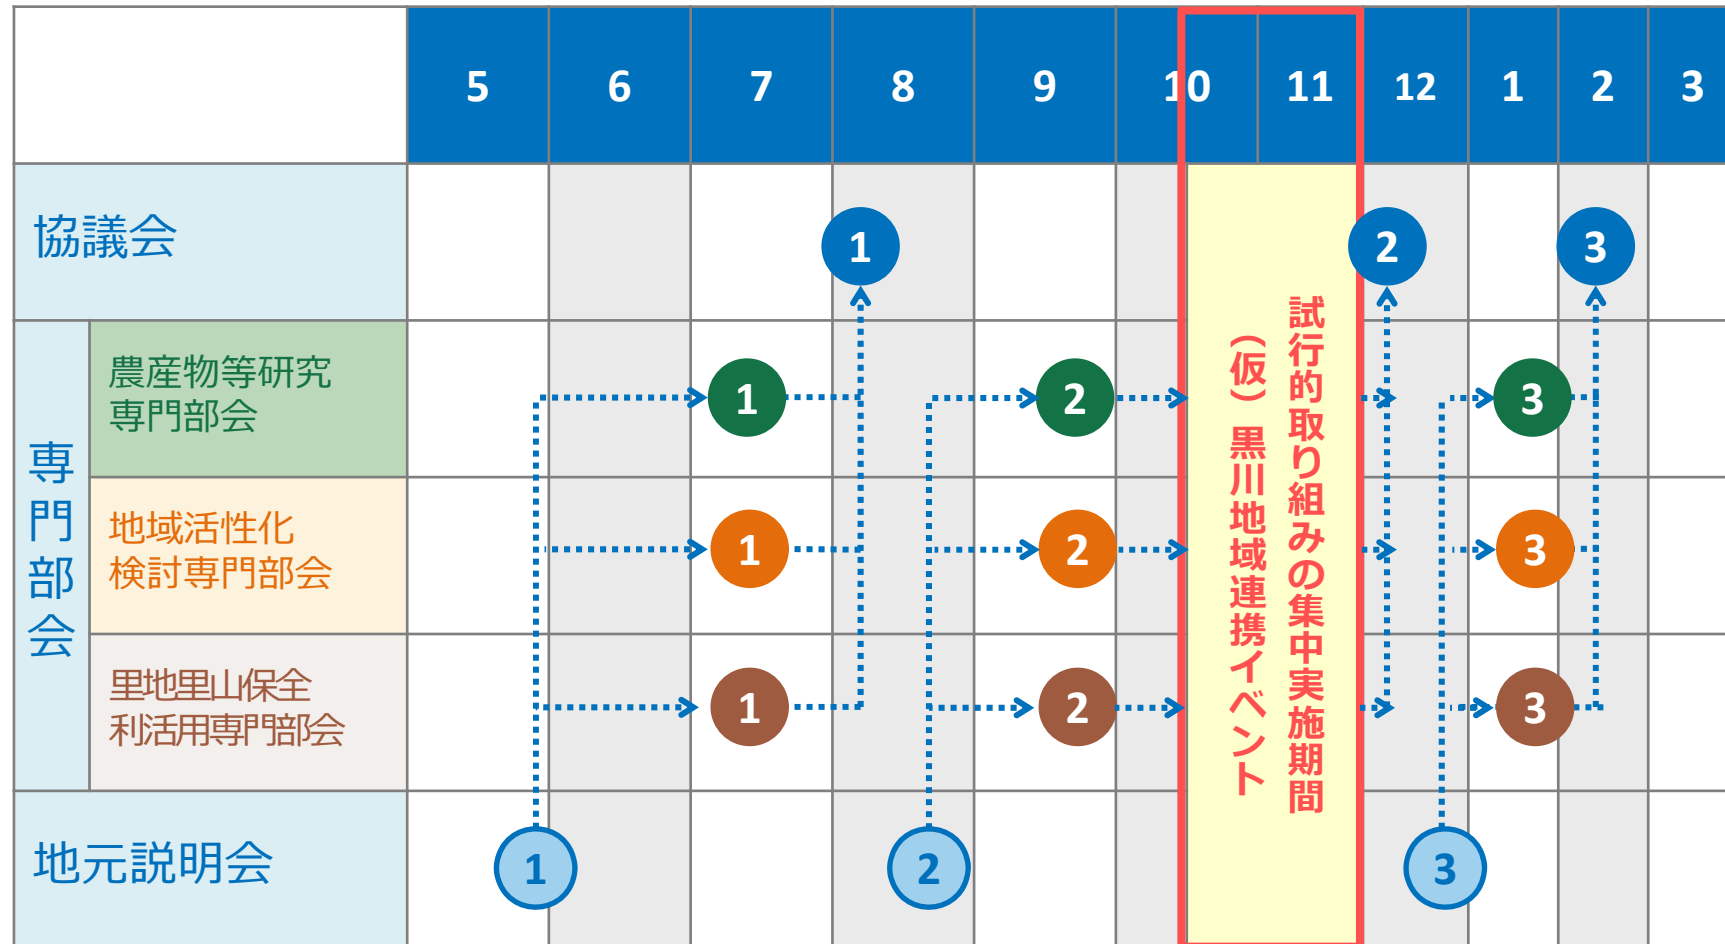 5 6 7 8 9 10 11 12 1 2 3
協議会
1 2 3
専門部会
農産物等研究
専門部会
1 2 3
地域活性化
検討専門部会
1 2 3
里地里山保全
利活用専門部会
1 2 3
試行的取り組みの集中実施期間
（仮）黒川地域連携イベント
地元説明会
1 2 3